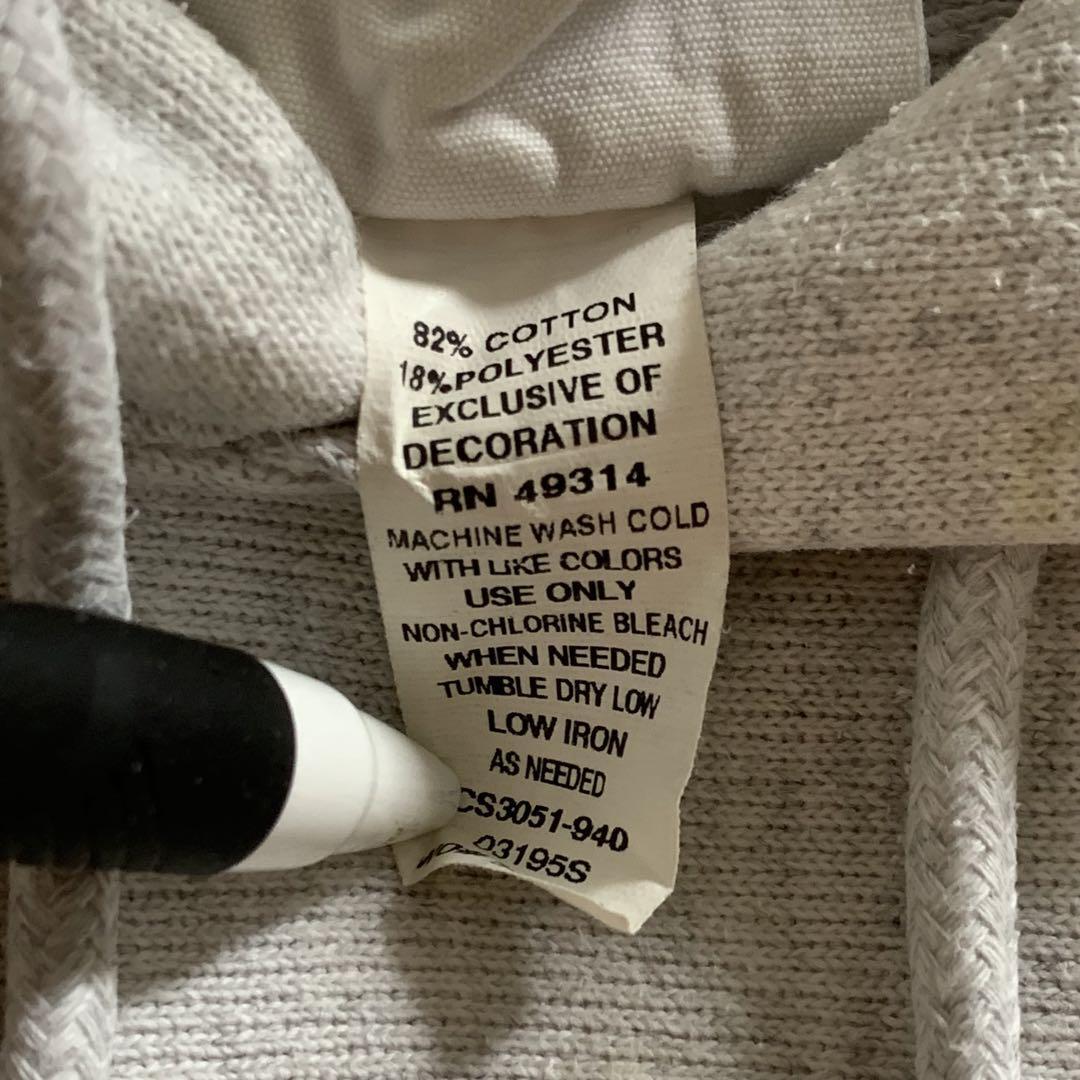 82% COTTON
18% POLYESTER
EXCLUSIVE OF
DECORATION
RN 49314
MACHINE WASH COLD
WITH LIKE COLORS
USE ONLY
NON-CHLORINE BLEACH
WHEN NEEDED
TUMBLE DRY LOW
LOW IRON
AS NEEDED
CS3051-940
03195S